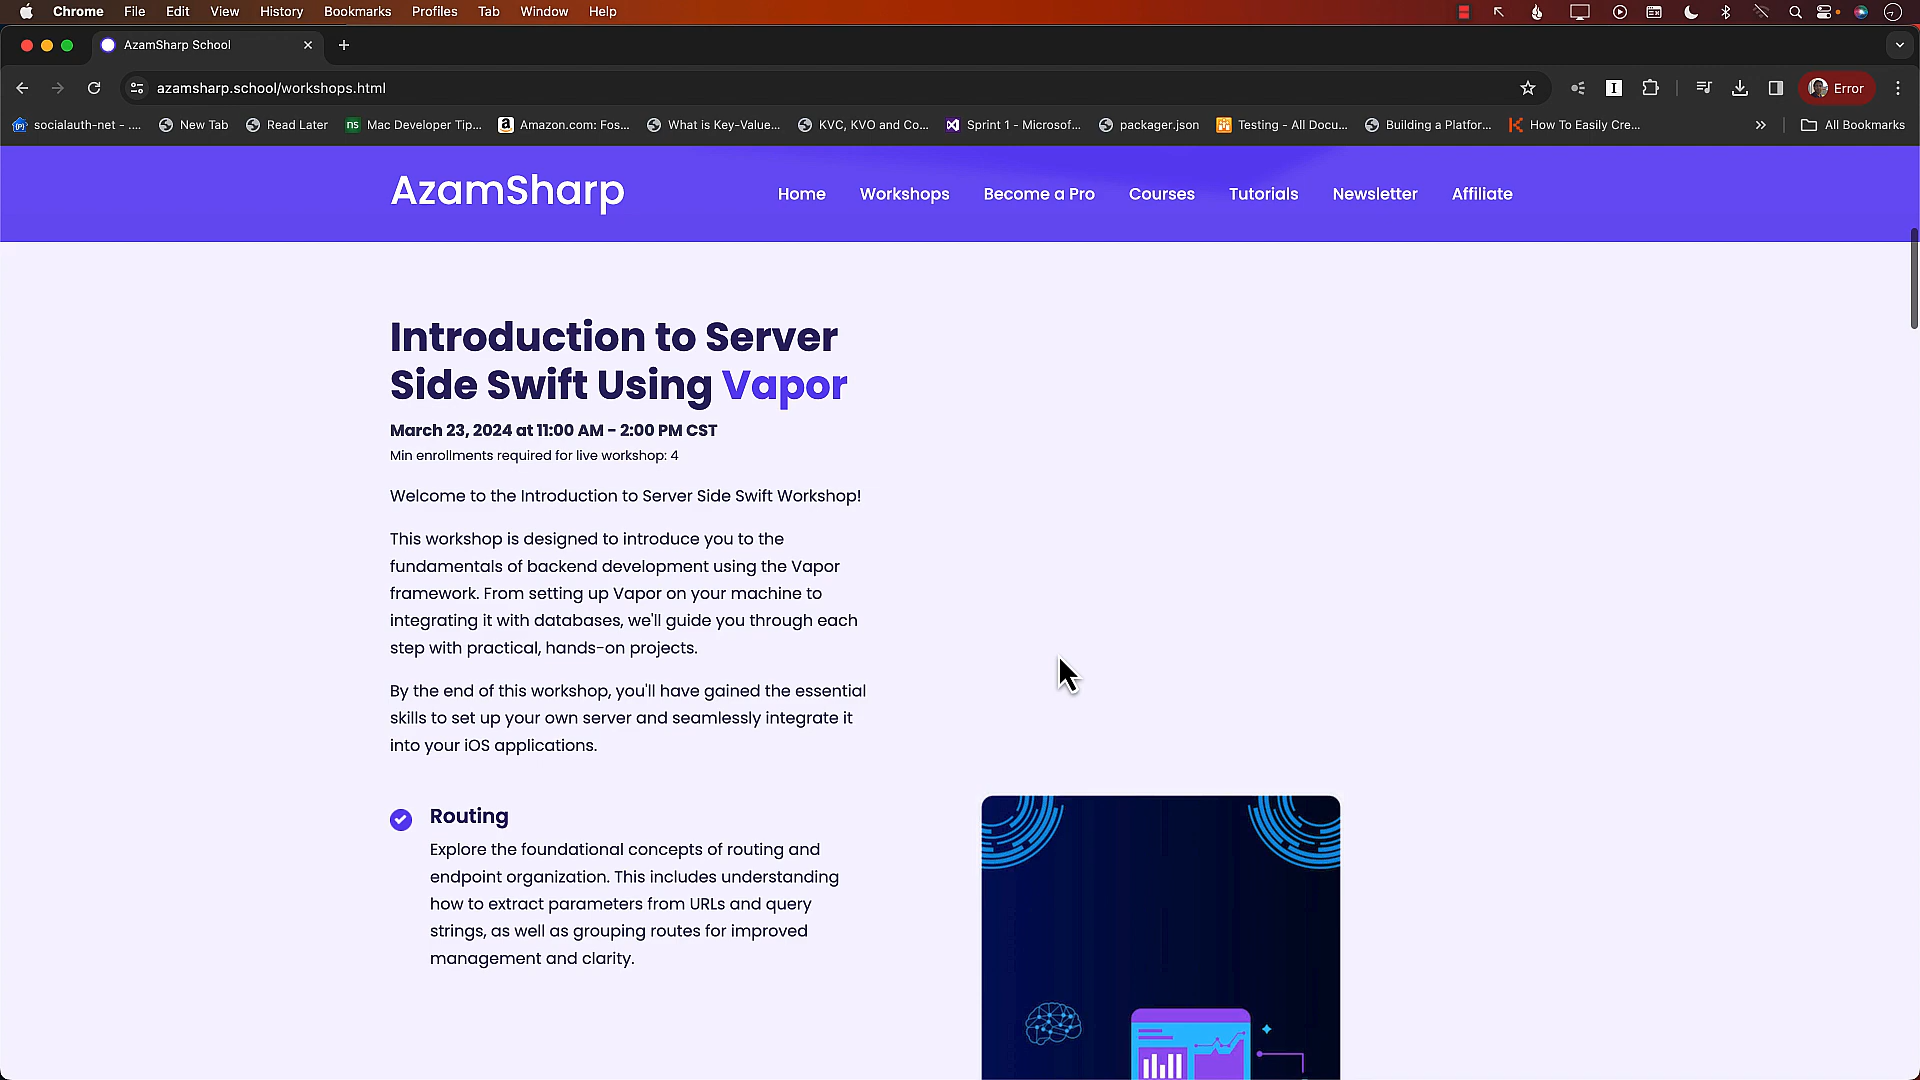 Chrome File Edit View History Bookmarks Profiles Tab Window Help
AzamSharp School
azamsharp.school/workshops.html
Error
socialauth-net - .... New Tab Read Later Mac Developer Tip... Amazon.com: Fos... What is Key-Value... KVC, KVO and Co... Sprint 1 - Microsof... packager.json Testing - All Docu... Building a Platfor... How To Easily Cre... All Bookmarks
AzamSharp
Home Workshops Become a Pro Courses Tutorials Newsletter Affiliate
Introduction to Server
Side Swift Using Vapor
March 23, 2024 at 11:00 AM - 2:00 PM CST
Min enrollments required for live workshop: 4
Welcome to the Introduction to Server Side Swift Workshop!
This workshop is designed to introduce you to the
fundamentals of backend development using the Vapor
framework. From setting up Vapor on your machine to
integrating it with databases, we'll guide you through each
step with practical, hands-on projects.
By the end of this workshop, you'll have gained the essential
skills to set up your own server and seamlessly integrate it
into your iOS applications.
Routing
Explore the foundational concepts of routing and
endpoint organization. This includes understanding
how to extract parameters from URLs and query
strings, as well as grouping routes for improved
management and clarity.